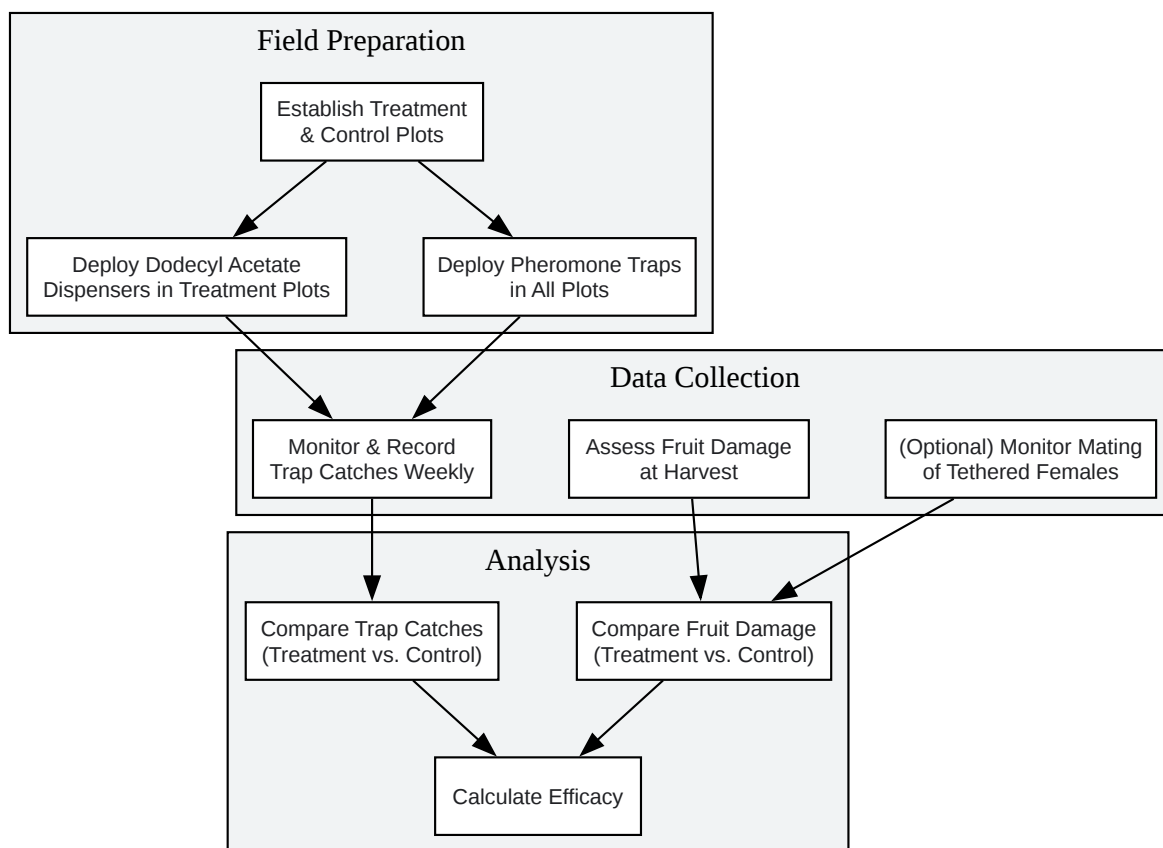 Field Preparation
Establish Treatment
& Control Plots
Deploy Dodecyl Acetate
Dispensers in Treatment Plots
Deploy Pheromone Traps
in All Plots
Data Collection
Monitor & Record
Trap Catches Weekly
Assess Fruit Damage
at Harvest
(Optional) Monitor Mating
of Tethered Females
Analysis
Compare Trap Catches
(Treatment vs. Control)
Compare Fruit Damage
(Treatment vs. Control)
Calculate Efficacy